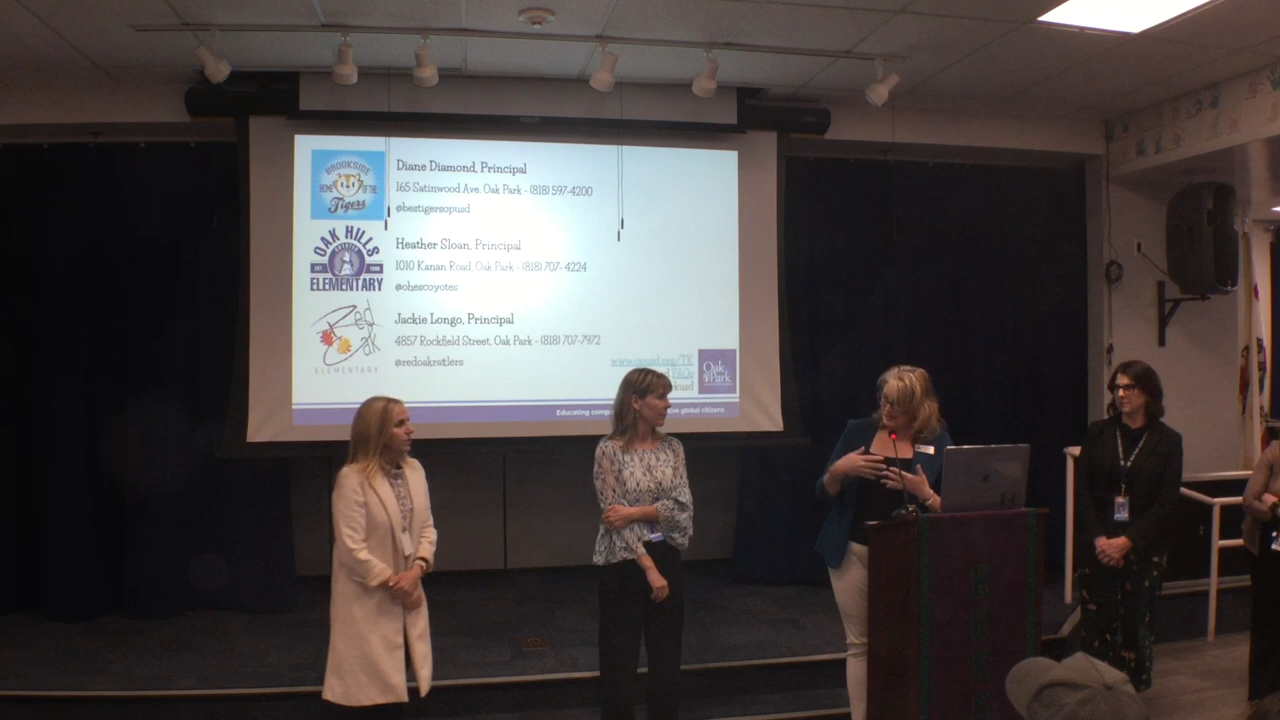 BROOKSIDE
HOME OF THE
Tigers
Diane Diamond, Principal
165 Satinwood Ave. Oak Park - (818) 597-4200
@bestigersopusd
OAK HILLS
ELEMENTARY
Heather Sloan, Principal
1010 Kanan Road, Oak Park - (818) 707- 4224
@ohescoyotes
Red Oak
ELEMENTARY
Jackie Longo, Principal
4857 Rockfield Street, Oak Park - (818) 707-7972
@redoakrattlers
www.opusd.org/TK
FAQs
Oak Park
Educating
global citizens